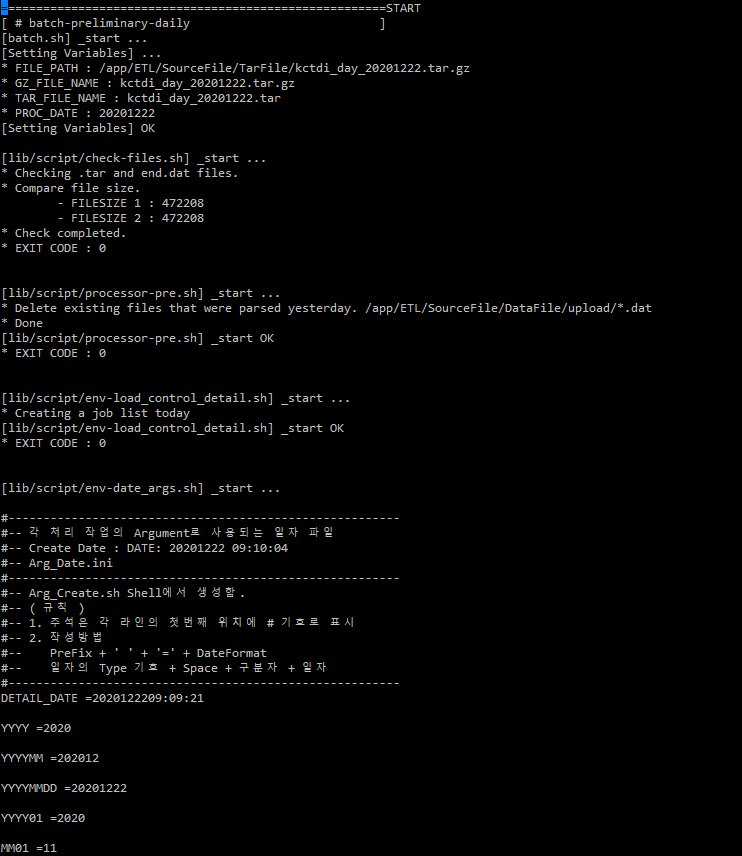 =======================================================START
[ # batch-preliminary-daily                           ]
[batch.sh] _start ...
[Setting Variables] ...
* FILE_PATH : /app/ETL/SourceFile/TarFile/kctdi_day_20201222.tar.gz
* GZ_FILE_NAME : kctdi_day_20201222.tar.gz
* TAR_FILE_NAME : kctdi_day_20201222.tar
* PROC_DATE : 20201222
[Setting Variables] OK
[lib/script/check-files.sh] _start ...
* Checking .tar and end.dat files.
* Compare file size.
        - FILESIZE 1 : 472208
        - FILESIZE 2 : 472208
* Check completed.
* EXIT CODE : 0
[lib/script/processor-pre.sh] _start ...
* Delete existing files that were parsed yesterday. /app/ETL/SourceFile/DataFile/upload/*.dat
* Done
[lib/script/processor-pre.sh] _start OK
* EXIT CODE : 0
[lib/script/env-load_control_detail.sh] _start ...
* Creating a job list today
[lib/script/env-load_control_detail.sh] _start OK
* EXIT CODE : 0
[lib/script/env-date_args.sh] _start ...
#--------------------------------------------------------
#-- 각 처리 작업의 Argument로 사용되는 일자 파일
#-- Create Date : DATE: 20201222 09:10:04
#-- Arg_Date.ini
#--------------------------------------------------------
#-- Arg_Create.sh Shell에서 생성함.
#-- ( 규칙 )
#-- 1. 주석은 각 라인의 첫번째 위치에 # 기호로 표시
#-- 2. 작성방법
#--    PreFix + ' ' + '=' + DateFormat
#--    일자의 Type 기호 + Space + 구분자 + 일자
#--------------------------------------------------------
DETAIL_DATE =2020122209:09:21
YYYY =2020
YYYYMM =202012
YYYYMMDD =20201222
YYYY01 =2020
MM01 =11